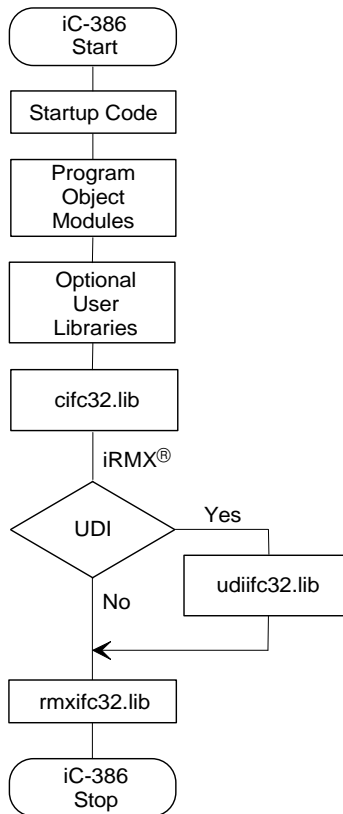 iC-386
Start
Startup Code
Program
Object
Modules
Optional
User
Libraries
cifc32.lib
iRMX®
UDI
Yes
udiifc32.lib
No
rmxifc32.lib
iC-386
Stop